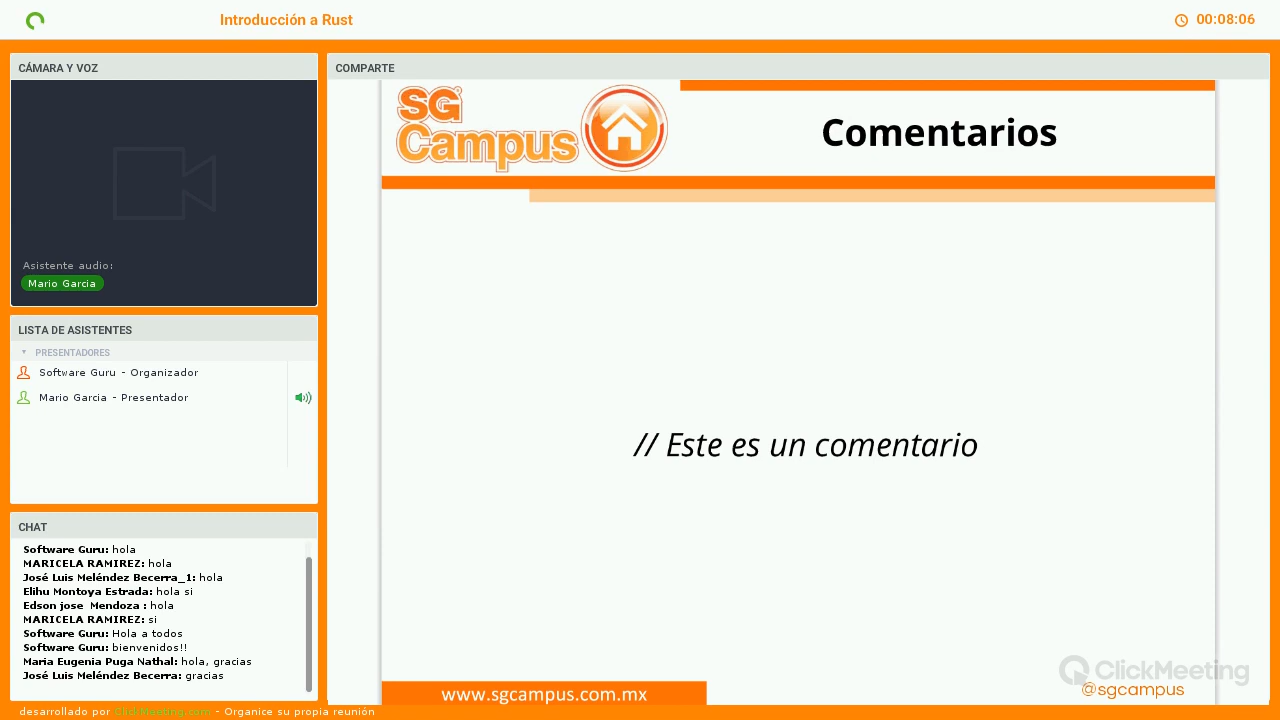 Introducción a Rust
00:08:06
CÁMARA Y VOZ
Asistente audio:
Mario Garcia
LISTA DE ASISTENTES
PRESENTADORES
Software Guru - Organizador
Mario Garcia - Presentador
CHAT
Software Guru: hola
MARICELA RAMIREZ: hola
José Luis Meléndez Becerra_1: hola
Elihu Montoya Estrada: hola si
Edson jose Mendoza : hola
MARICELA RAMIREZ: si
Software Guru: Hola a todos
Software Guru: bienvenidos!!
Maria Eugenia Puga Nathal: hola, gracias
José Luis Meléndez Becerra: gracias
desarrollado por ClickMeeting.com - Organice su propia reunión
COMPARTE
SG
Campus
Comentarios
// Este es un comentario
www.sgcampus.com.mx
ClickMeeting
@sgcampus